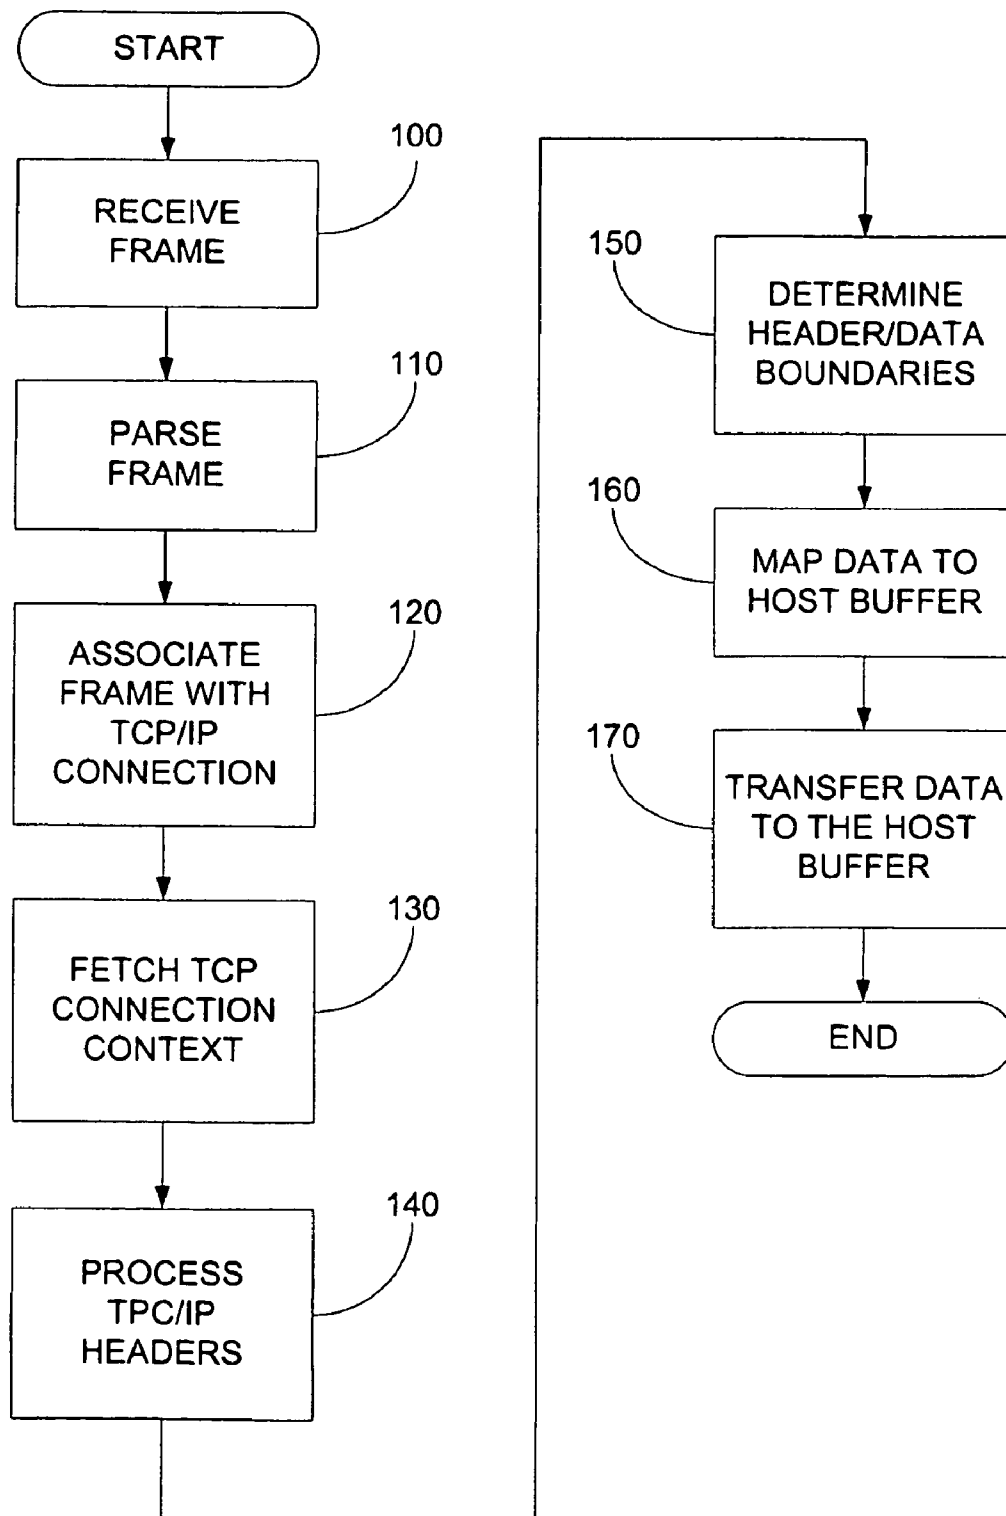 START
100
RECEIVE
FRAME
110
PARSE
FRAME
120
ASSOCIATE
FRAME WITH
TCP/IP
CONNECTION
130
FETCH TCP
CONNECTION
CONTEXT
140
PROCESS
TPC/IP
HEADERS
150
DETERMINE
HEADER/DATA
BOUNDARIES
160
MAP DATA TO
HOST BUFFER
170
TRANSFER DATA
TO THE HOST
BUFFER
END